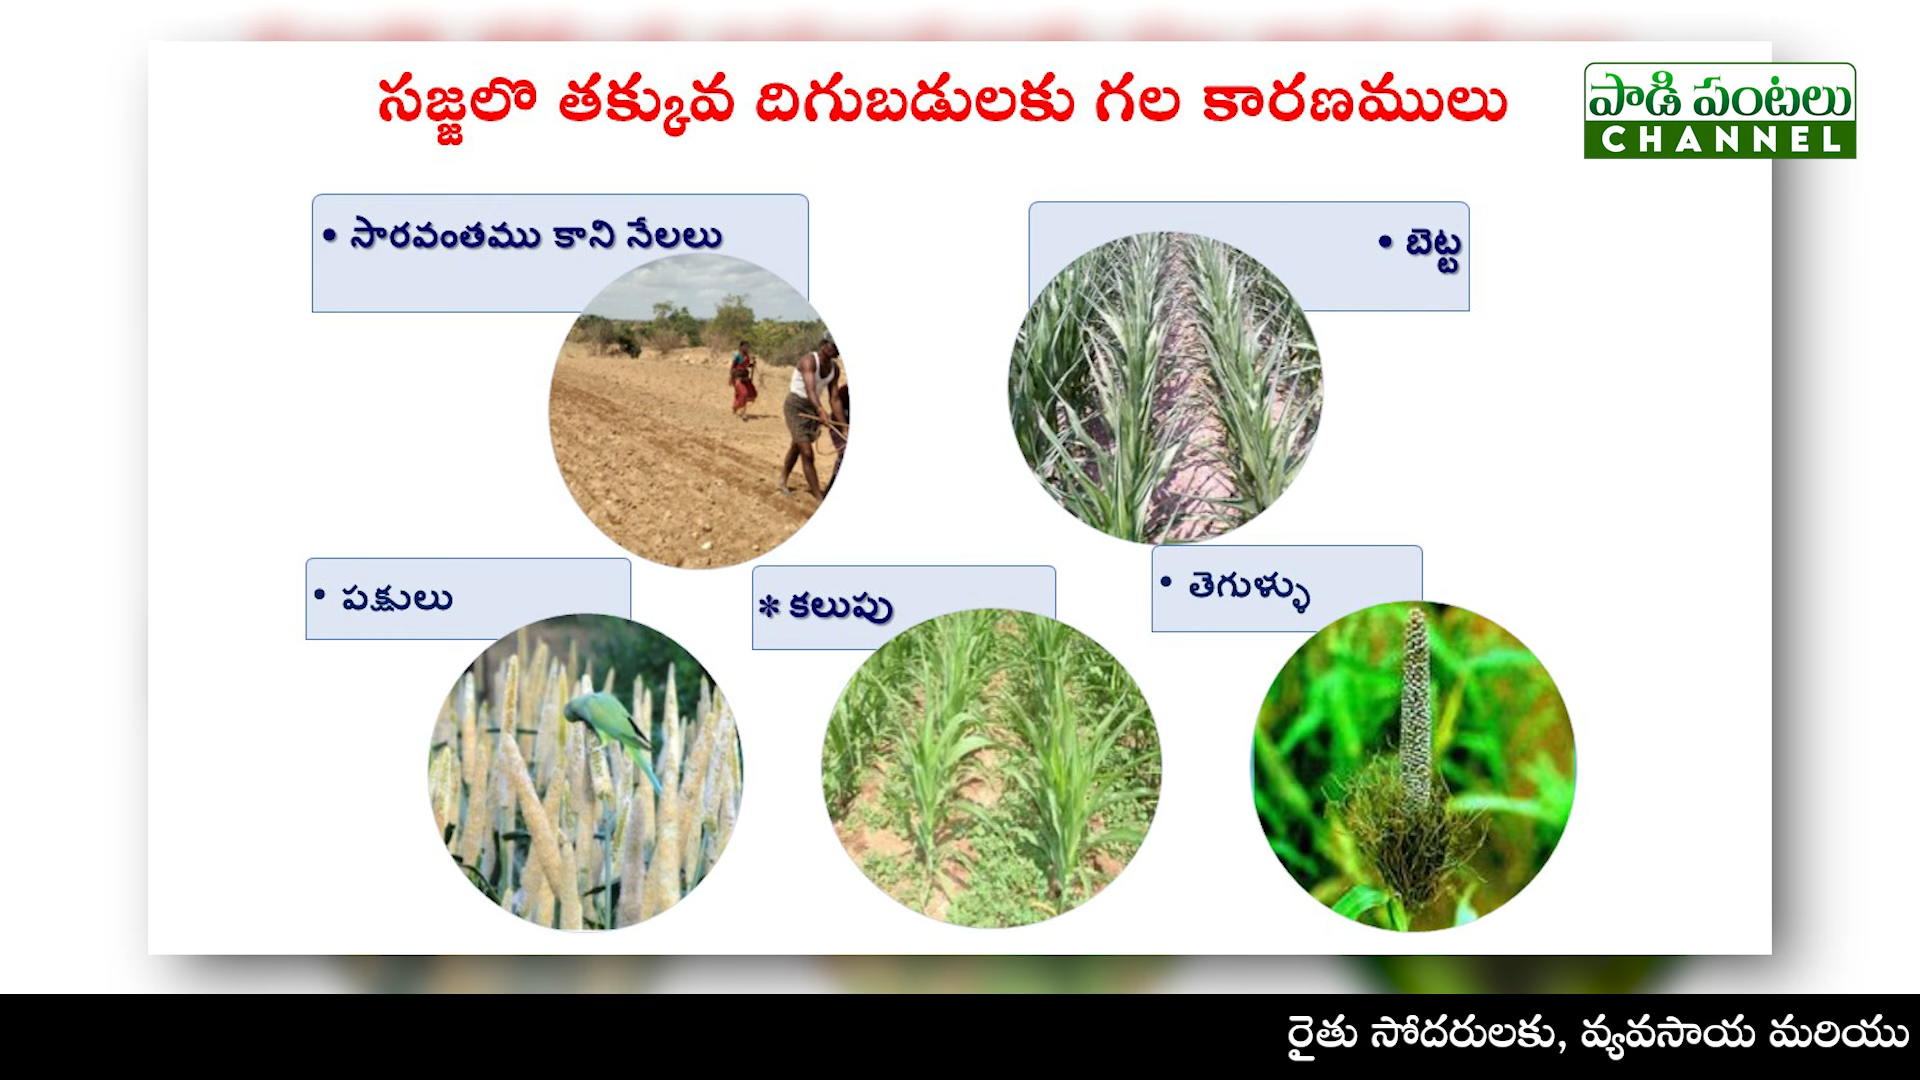 సజ్జలొ తక్కువ దిగుబడులకు గల కారణములు
పాడి పంటలు
CHANNEL
• సారవంతము కాని నేలలు
• బెట్ట
• పక్షులు
* కలుపు
• తెగుళ్ళు
రైతు సోదరులకు, వ్యవసాయ మరియు